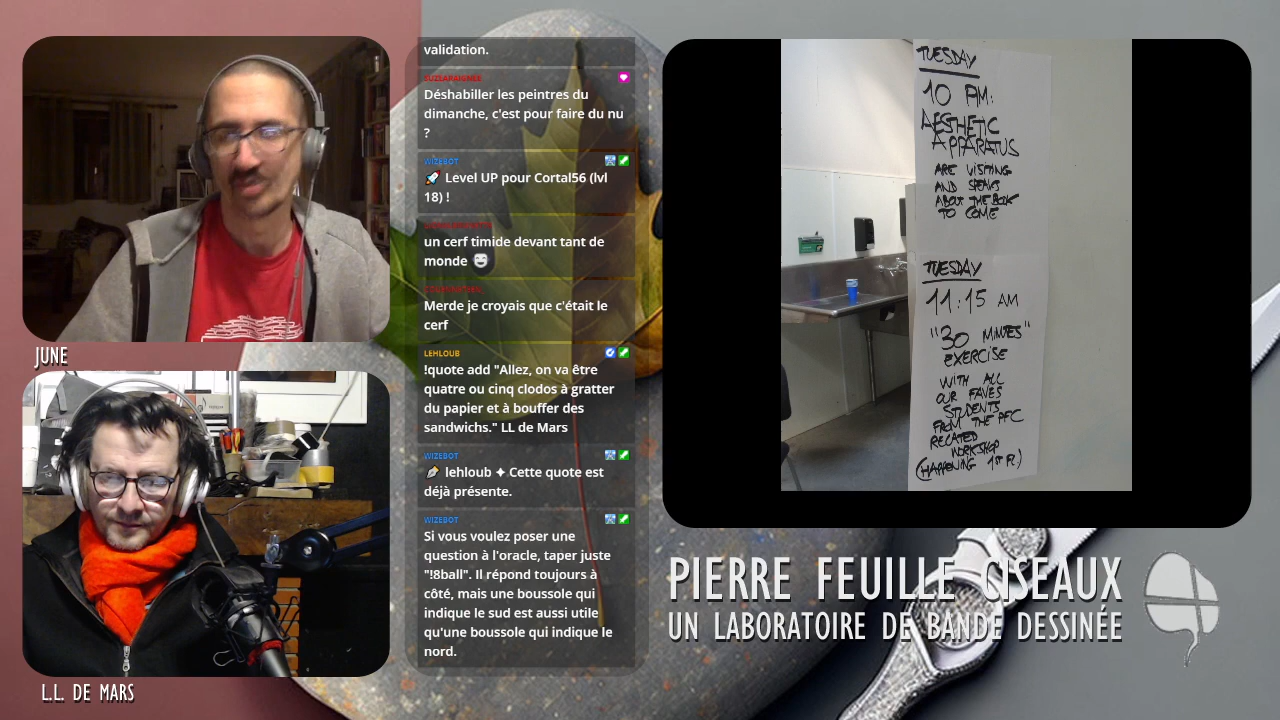 validation.
Déshabiller les peintres du
dimanche, c'est pour faire du nu
?
WIZEBOT
Level UP pour Cortal56 (lvl
18) !
un cerf timide devant tant de
monde
Merde je croyais que c'était le
cerf
LEHLOUB
!quote add "Allez, on va être
quatre ou cinq clodos à gratter
du papier et à bouffer des
sandwichs." LL de Mars
WIZEBOT
lehloub ✦ Cette quote est
déjà présente.
WIZEBOT
Si vous voulez poser une
question à l'oracle, taper juste
"!8ball". Il répond toujours à
côté, mais une boussole qui
indique le sud est aussi utile
qu'une boussole qui indique le
nord.
JUNE
L.L. DE MARS
TUESDAY
10 AM:
AESTHETIC
APPARATUS
ARE VISITING
AND SPEAKS
ABOUT THE BOOK
TO COME
TUESDAY
11:15 AM
"30 MINUTES"
EXERCISE
WITH ALL
OUR FAVES
STUDENTS
FROM THE PFC
RELATED
WORKSHOP
(HAPPENING 1ST FL)
PIERRE FEUILLE CISEAUX
UN LABORATOIRE DE BANDE DESSINÉE